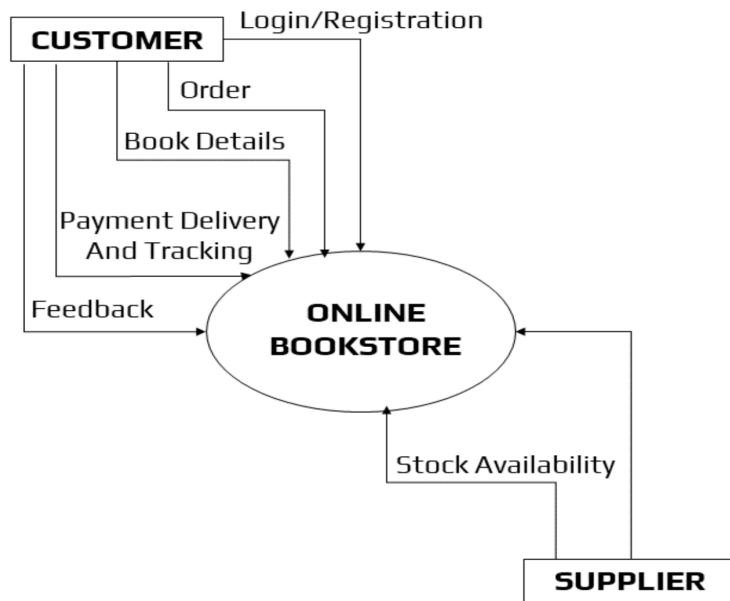 Login/Registration
CUSTOMER
Order
Book Details
Payment Delivery
And Tracking
Feedback
ONLINE
BOOKSTORE
Stock Availability
SUPPLIER